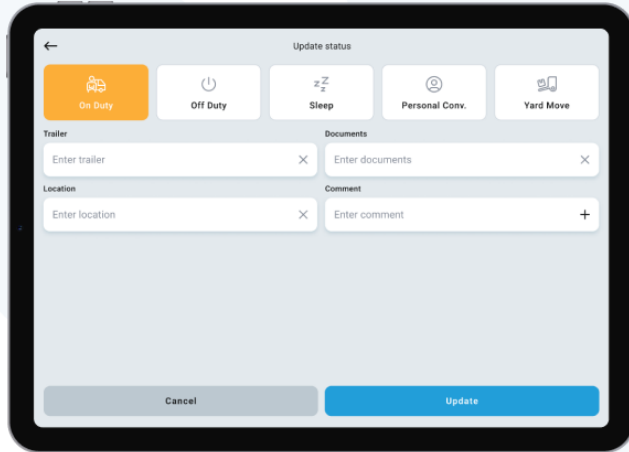 Update status
On Duty
Off Duty
Sleep
Personal Conv.
Yard Move
Trailer
Documents
Enter trailer
Enter documents
Location
Comment
Enter location
Enter comment
Cancel
Update